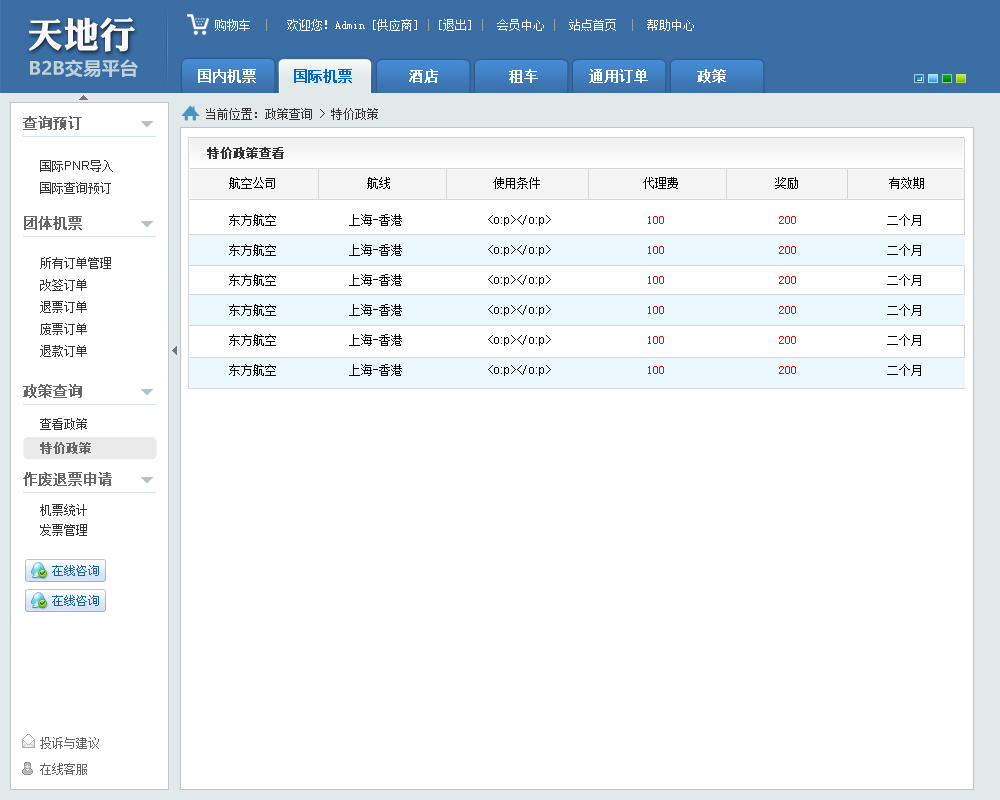 天地行
B2B交易平台
购物车 | 欢迎您! Admin [供应商] | [退出] | 会员中心 | 站点首页 | 帮助中心
国内机票 国际机票 酒店 租车 通用订单 政策
当前位置: 政策查询 > 特价政策
查询预订
国际PNR导入
国际查询预订
团体机票
所有订单管理
改签订单
退票订单
废票订单
退款订单
政策查询
查看政策
特价政策
作废退票申请
机票统计
发票管理
在线咨询
在线咨询
投诉与建议
在线客服
特价政策查看
航空公司 航线 使用条件 代理费 奖励 有效期
东方航空 上海-香港 <o:p></o:p> 100 200 二个月
东方航空 上海-香港 <o:p></o:p> 100 200 二个月
东方航空 上海-香港 <o:p></o:p> 100 200 二个月
东方航空 上海-香港 <o:p></o:p> 100 200 二个月
东方航空 上海-香港 <o:p></o:p> 100 200 二个月
东方航空 上海-香港 <o:p></o:p> 100 200 二个月